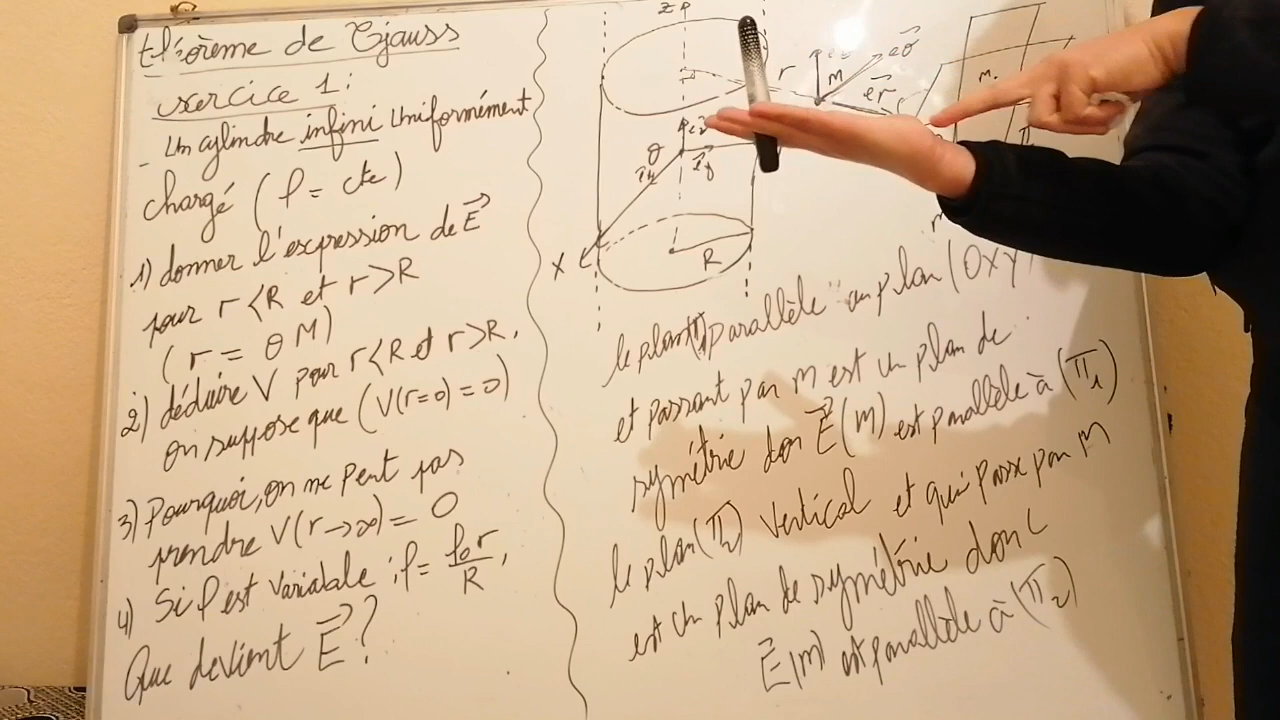 théorème de Gauss
exercice 1:
- Un cylindre infini Uniformément
chargé (ρ = cte)
1) donner l'expression de E⃗
pour r < R et r > R
(r = OM)
2) déduire V pour r<R et r>R,
on suppose que (V(r=0) = 0)
3) Pourquoi, on ne peut pas
prendre V(r→∞) = 0
4) Si ρ est variable : ρ = ρ₀r/R,
Que devient E⃗ ?
z
r
M
eθ⃗
er⃗
M
O
X
R
le plan(π₁) parallèle au plan (OXY)
et passant par M est un plan de
symétrie don E⃗(M) est parallèle à (π₁)
le plan (π₂) vertical et qui passe par M
est un plan de symétrie donc
E⃗(M) est parallèle à (π₂)